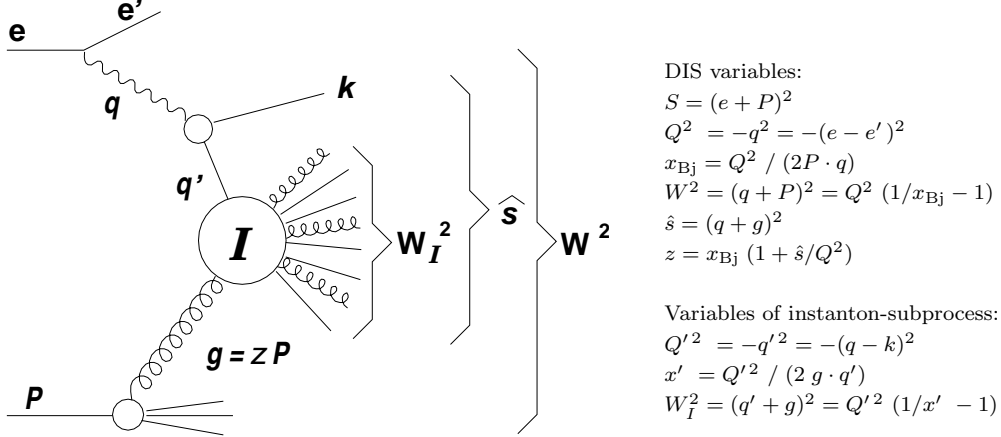 e
e'
q
k
q'
I
W_I^2
ŝ
W^2
g = z P
P
DIS variables:
S = (e + P)^2
Q^2 = −q^2 = −(e − e′)^2
x_Bj = Q^2 / (2P · q)
W^2 = (q + P)^2 = Q^2 (1/x_Bj − 1)
ŝ = (q + g)^2
z = x_Bj (1 + ŝ/Q^2)
Variables of instanton-subprocess:
Q′^2 = −q′^2 = −(q − k)^2
x′ = Q′^2 / (2 g · q′)
W_I^2 = (q′ + g)^2 = Q′^2 (1/x′ − 1)